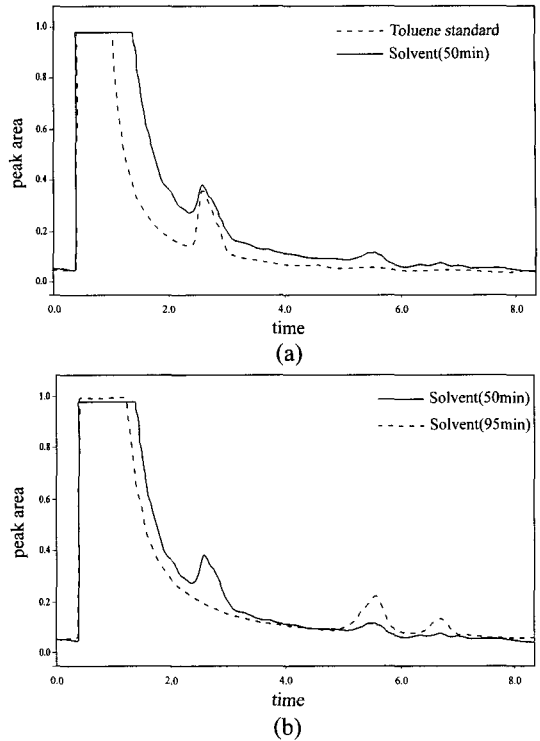 Toluene standard
Solvent(50min)
1.0
0.8
0.6
0.4
0.2
0.0
peak area
0.0 2.0 4.0 6.0 8.0
time
(a)
Solvent(50min)
Solvent(95min)
1.0
0.8
0.6
0.4
0.2
0.0
peak area
0.0 2.0 4.0 6.0 8.0
time
(b)